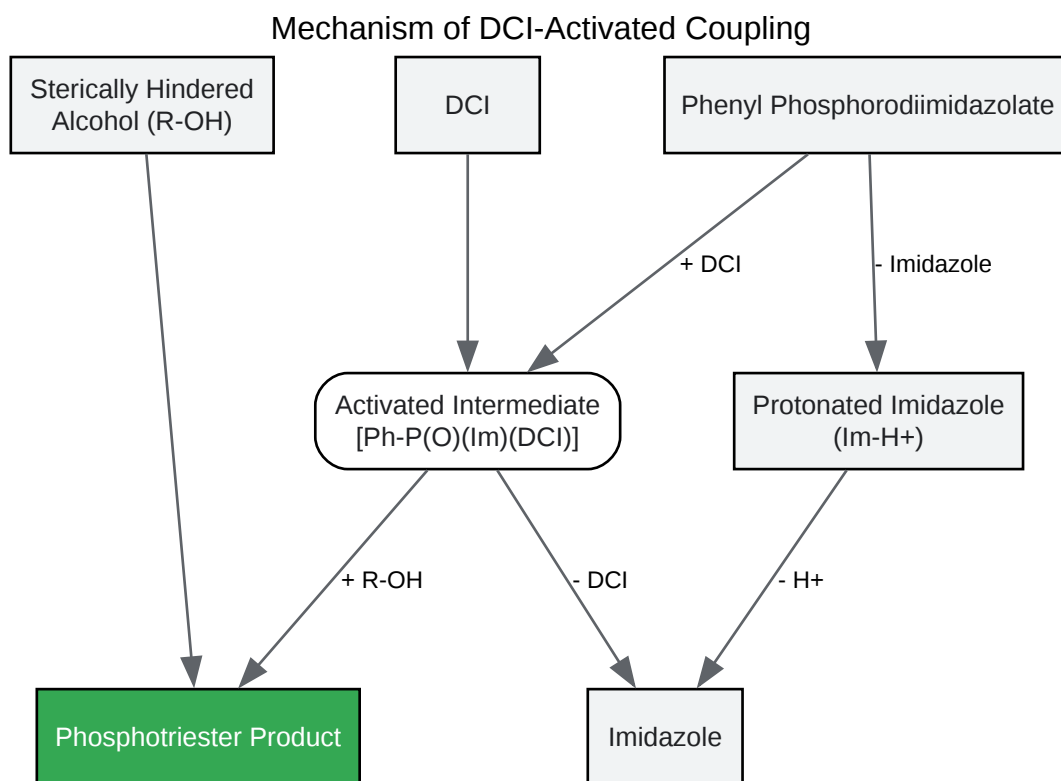 Mechanism of DCI-Activated Coupling
Sterically Hindered
Alcohol (R-OH)
DCI
Phenyl Phosphorodiimidazolate
+ DCI
- Imidazole
Activated Intermediate
[Ph-P(O)(Im)(DCI)]
Protonated Imidazole
(Im-H+)
+ R-OH
- DCI
- H+
Phosphotriester Product
Imidazole